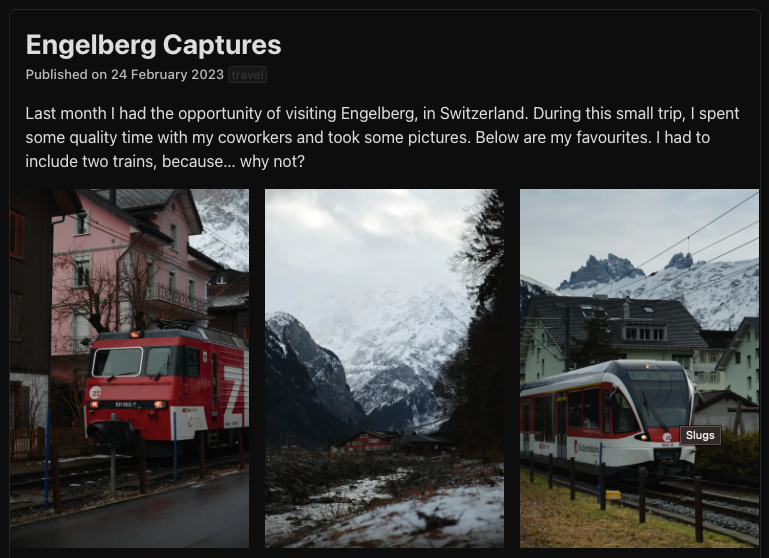 Engelberg Captures
Published on 24 February 2023 travel
Last month I had the opportunity of visiting Engelberg, in Switzerland. During this small trip, I spent
some quality time with my coworkers and took some pictures. Below are my favourites. I had to
include two trains, because... why not?
Slugs